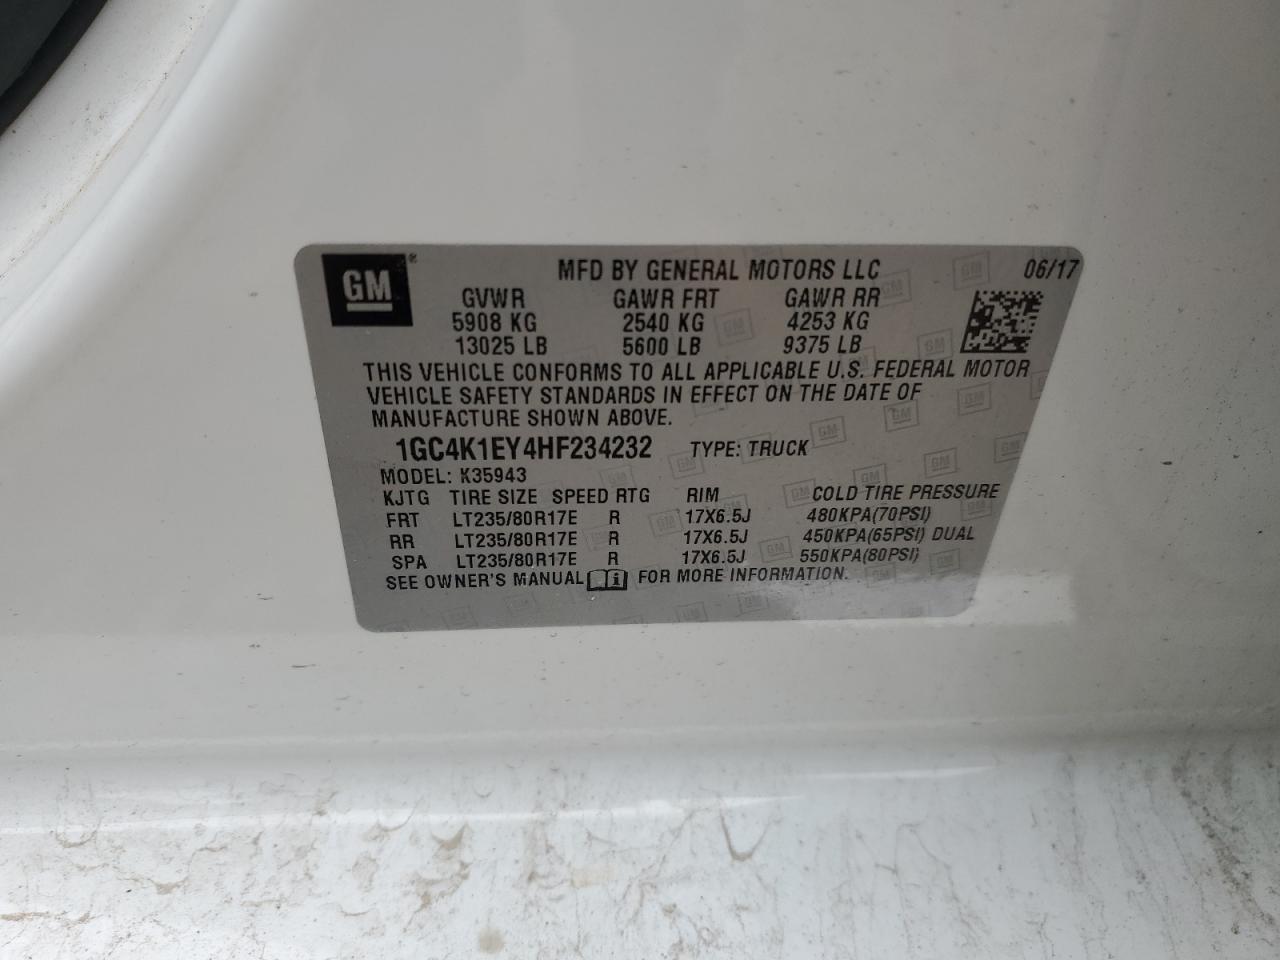 GM®
MFD BY GENERAL MOTORS LLC 06/17
GVWR GAWR FRT GAWR RR
5908 KG 2540 KG 4253 KG
13025 LB 5600 LB 9375 LB
THIS VEHICLE CONFORMS TO ALL APPLICABLE U.S. FEDERAL MOTOR
VEHICLE SAFETY STANDARDS IN EFFECT ON THE DATE OF
MANUFACTURE SHOWN ABOVE.
1GC4K1EY4HF234232 TYPE: TRUCK
MODEL: K35943
KJTG TIRE SIZE SPEED RTG RIM COLD TIRE PRESSURE
FRT LT235/80R17E R 17X6.5J 480KPA(70PSI)
RR LT235/80R17E R 17X6.5J 450KPA(65PSI) DUAL
SPA LT235/80R17E R 17X6.5J 550KPA(80PSI)
SEE OWNER'S MANUAL i FOR MORE INFORMATION.